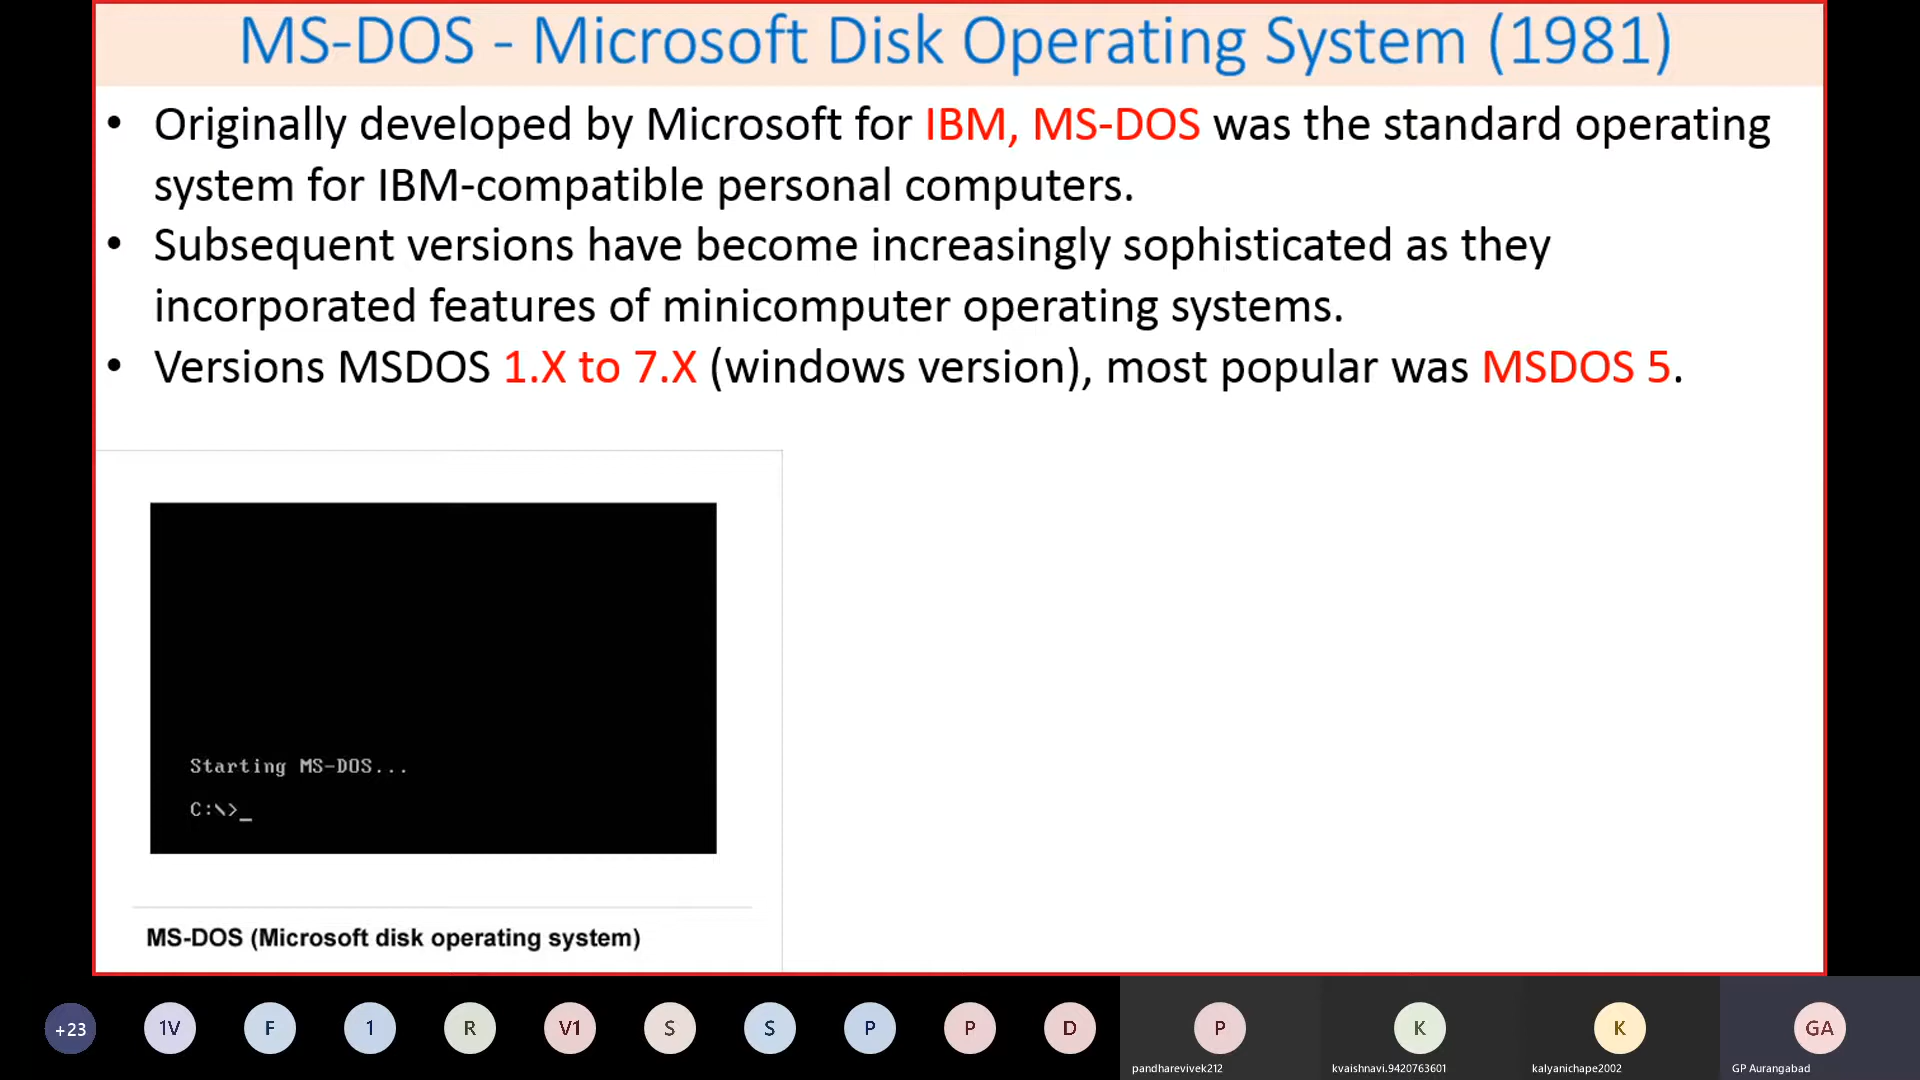 MS-DOS - Microsoft Disk Operating System (1981)
• Originally developed by Microsoft for IBM, MS-DOS was the standard operating
system for IBM-compatible personal computers.
• Subsequent versions have become increasingly sophisticated as they
incorporated features of minicomputer operating systems.
• Versions MSDOS 1.X to 7.X (windows version), most popular was MSDOS 5.
Starting MS-DOS...
C:\>_
MS-DOS (Microsoft disk operating system)
+23 1V F 1 R V1 S S P P D P K K GA
pandharevivek212 kvaishnavi.9420763601 kalyanichape2002 GP Aurangabad